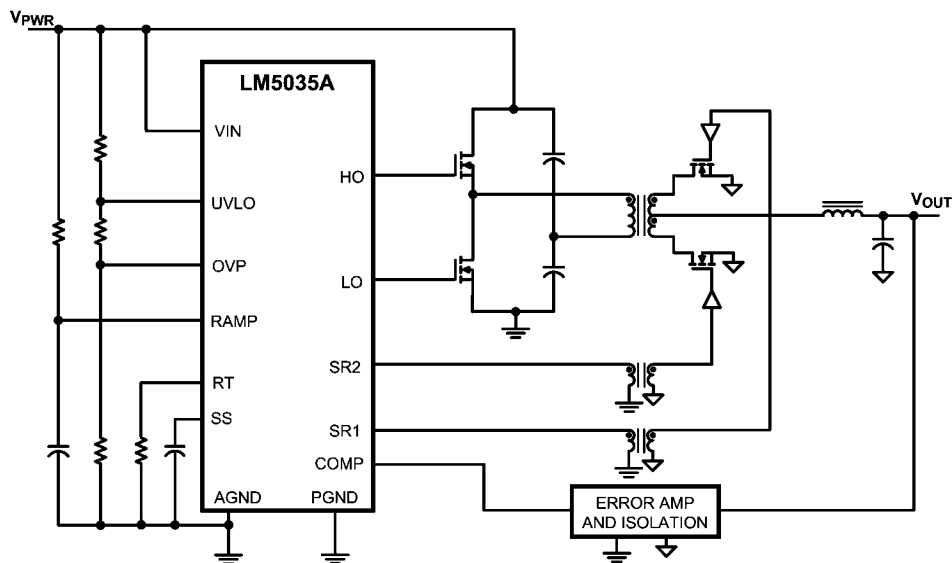 VPWR
LM5035A
VIN
HO
UVLO
VOUT
OVP
LO
RAMP
SR2
RT
SS
SR1
COMP
AGND PGND
ERROR AMP
AND ISOLATION